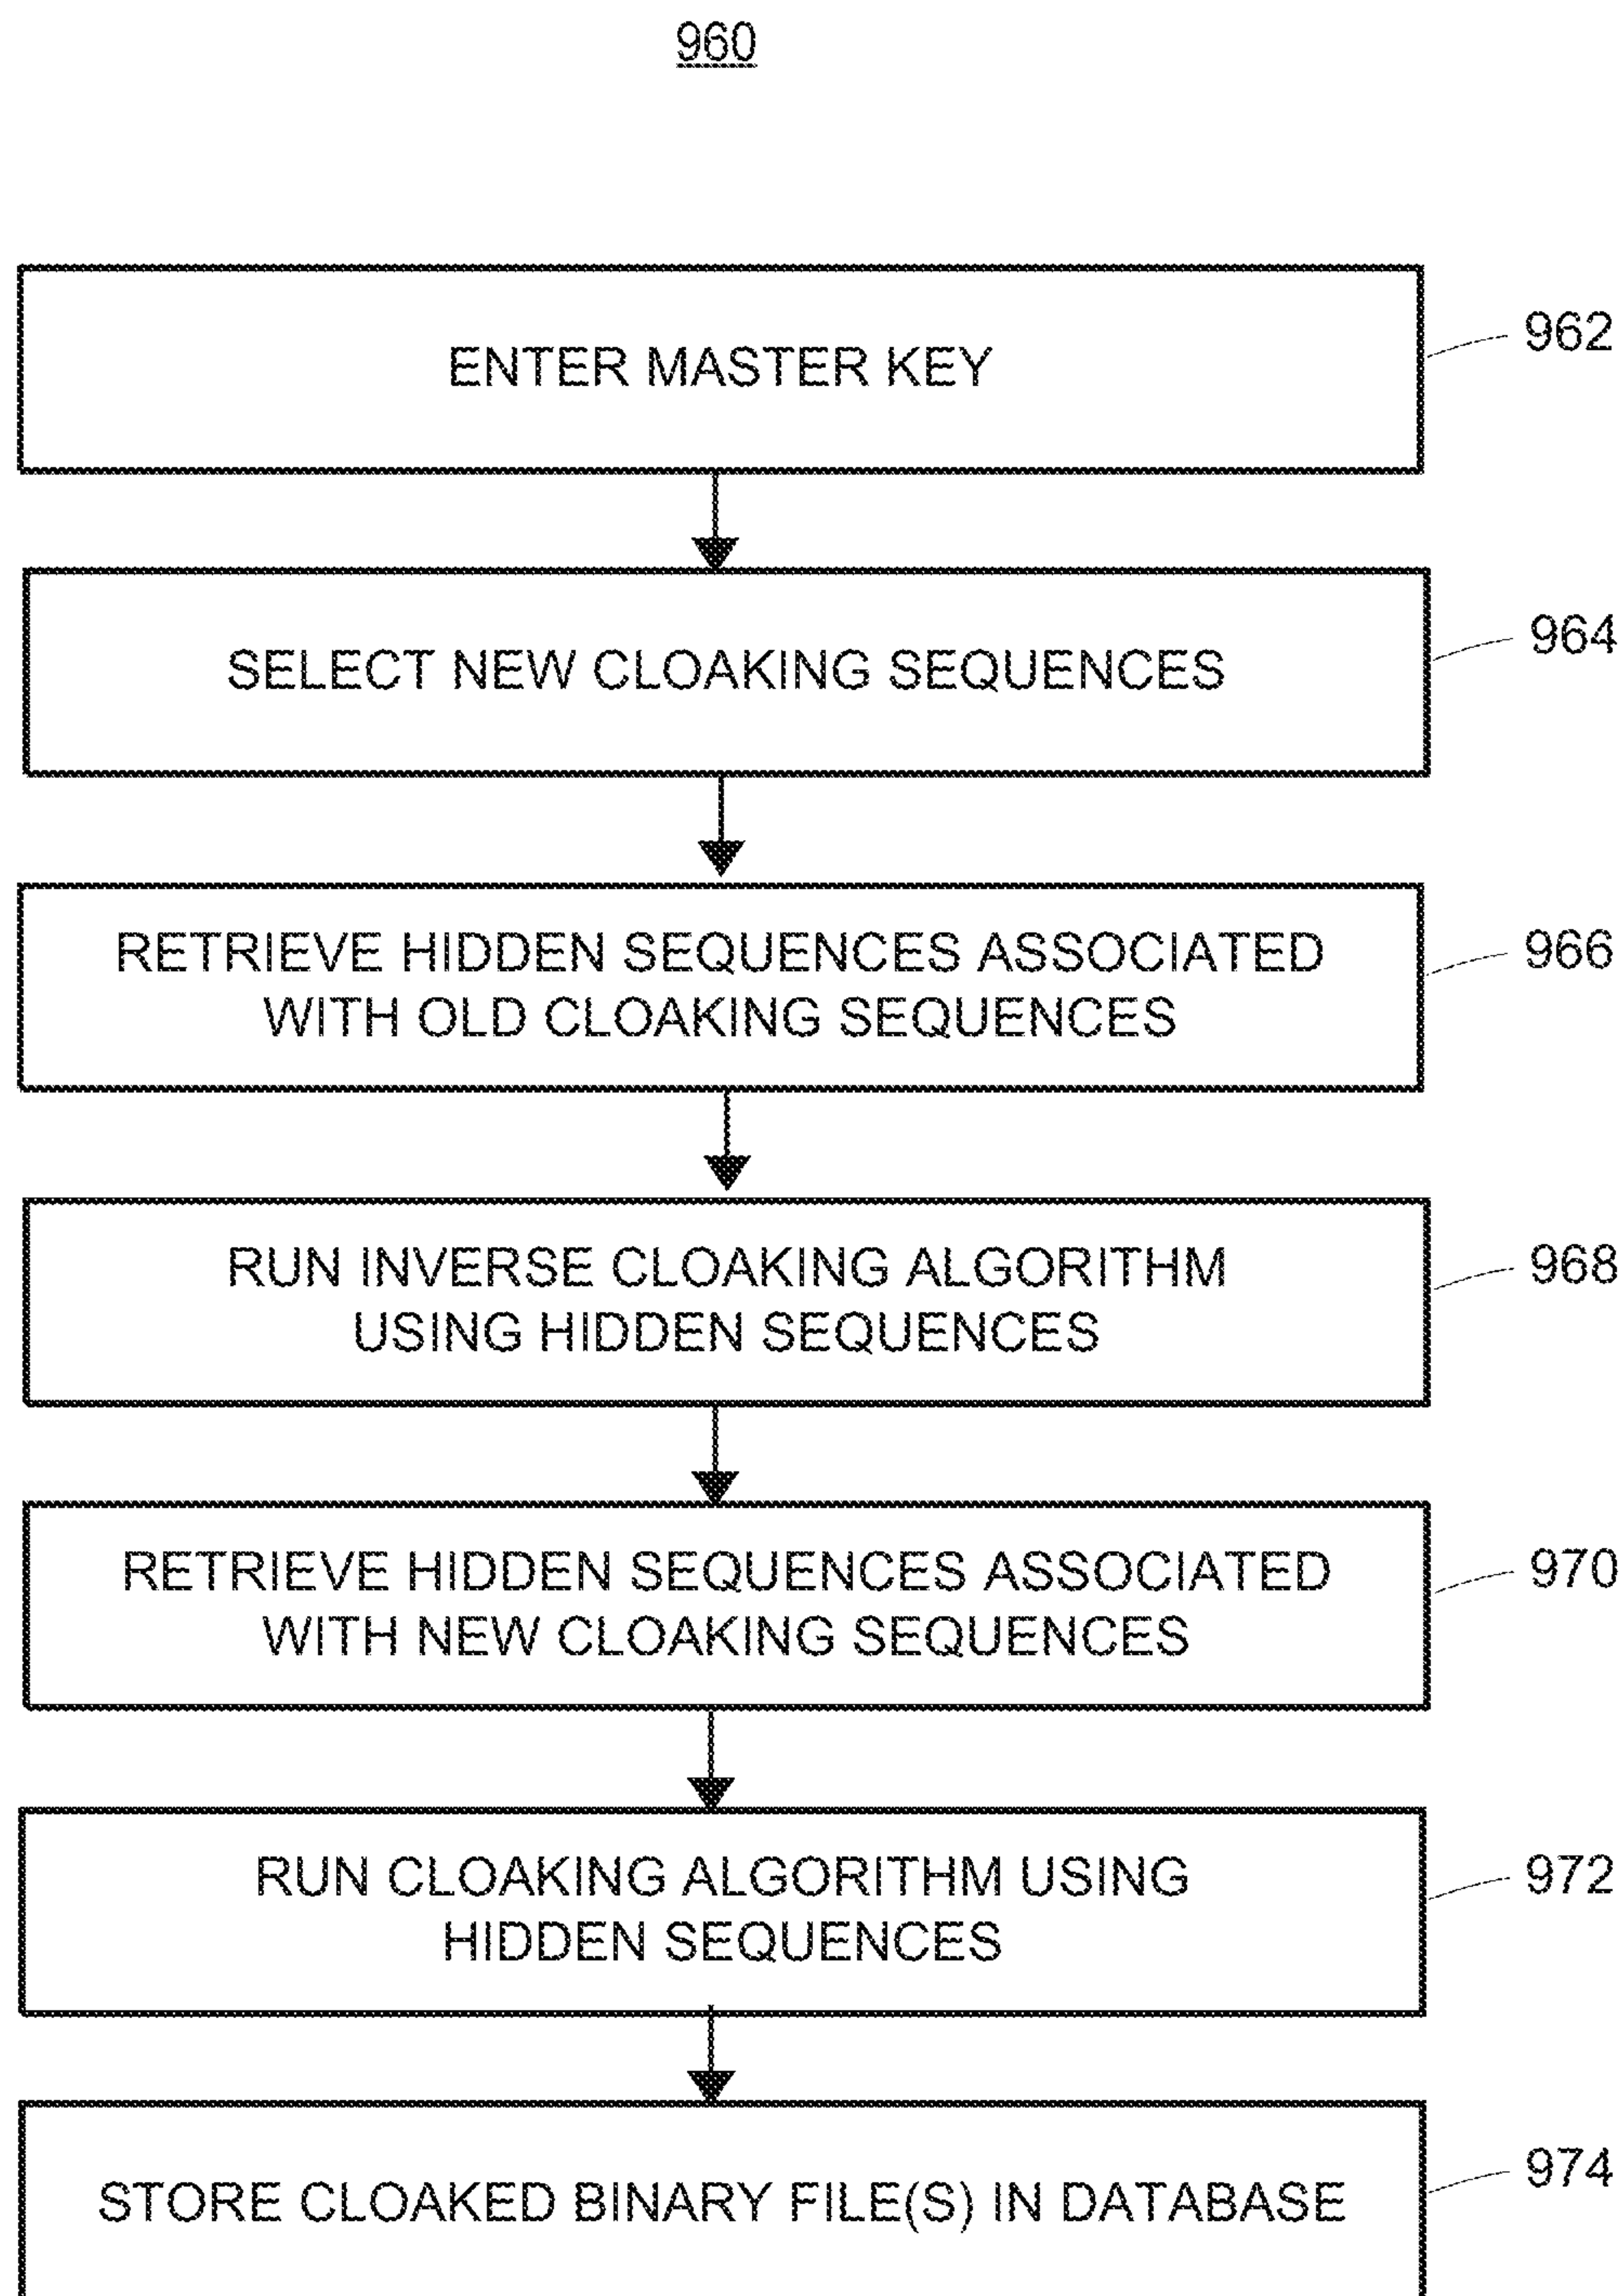 960
ENTER MASTER KEY
962
SELECT NEW CLOAKING SEQUENCES
964
RETRIEVE HIDDEN SEQUENCES ASSOCIATED
WITH OLD CLOAKING SEQUENCES
966
RUN INVERSE CLOAKING ALGORITHM
USING HIDDEN SEQUENCES
968
RETRIEVE HIDDEN SEQUENCES ASSOCIATED
WITH NEW CLOAKING SEQUENCES
970
RUN CLOAKING ALGORITHM USING
HIDDEN SEQUENCES
972
STORE CLOAKED BINARY FILE(S) IN DATABASE
974